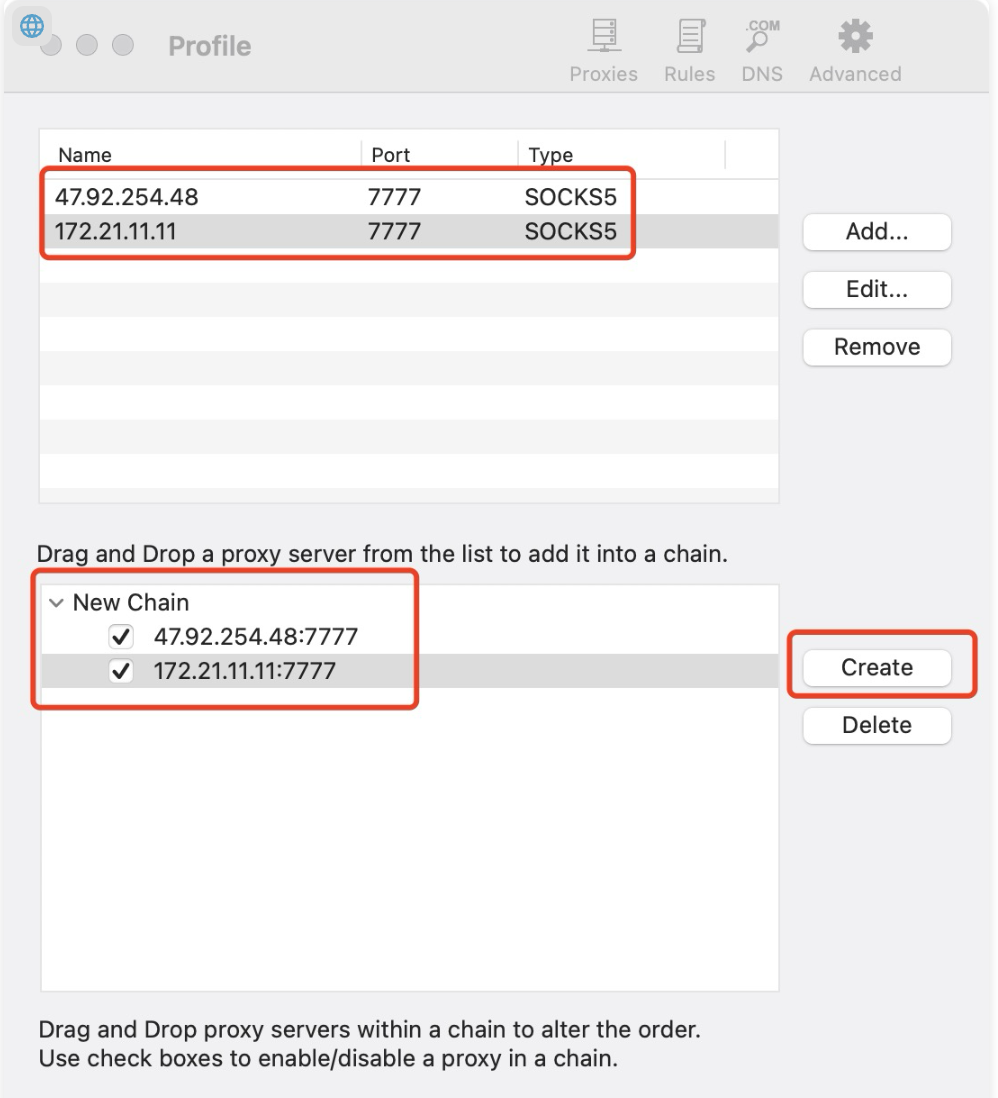 Profile
.COM
Proxies Rules DNS Advanced
Name Port Type
47.92.254.48 7777 SOCKS5
172.21.11.11 7777 SOCKS5
Add...
Edit...
Remove
Drag and Drop a proxy server from the list to add it into a chain.
New Chain
47.92.254.48:7777
172.21.11.11:7777
Create
Delete
Drag and Drop proxy servers within a chain to alter the order.
Use check boxes to enable/disable a proxy in a chain.